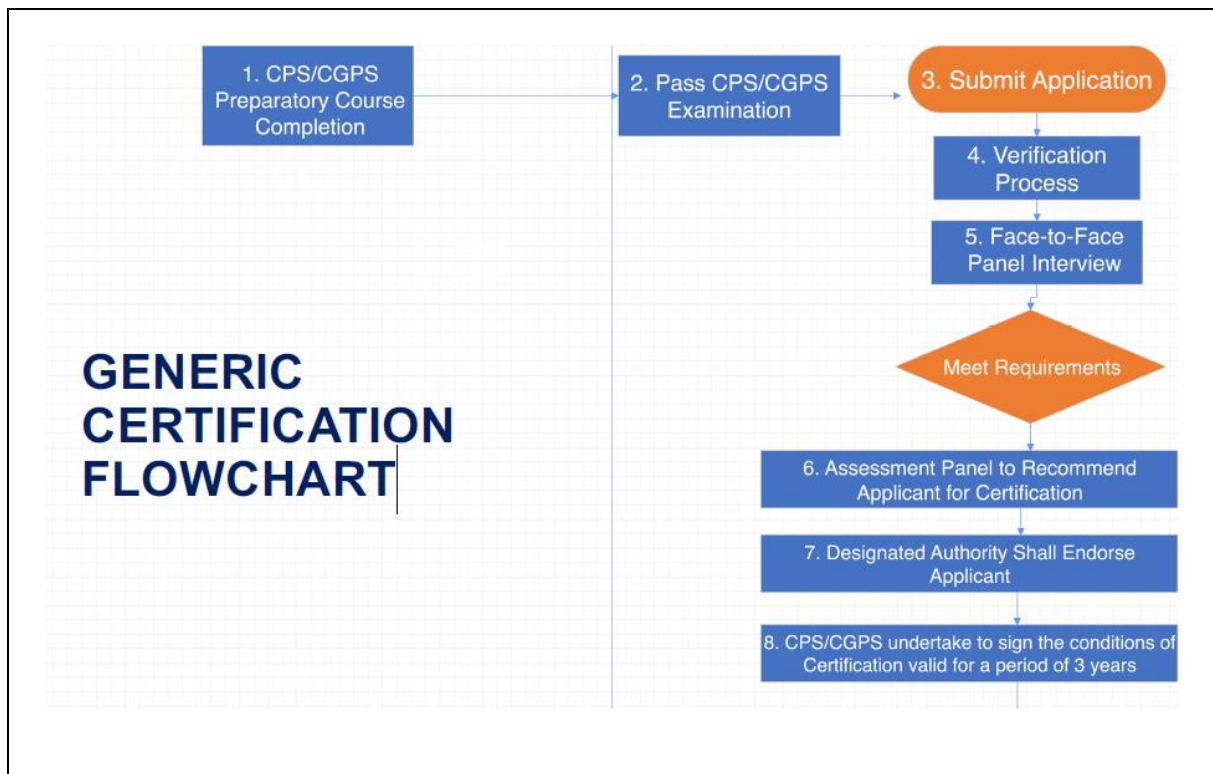 1. CPS/CGPS
Preparatory Course
Completion
2. Pass CPS/CGPS
Examination
3. Submit Application
4. Verification
Process
5. Face-to-Face
Panel Interview
Meet Requirements
GENERIC
CERTIFICATION
FLOWCHART
6. Assessment Panel to Recommend
Applicant for Certification
7. Designated Authority Shall Endorse
Applicant
8. CPS/CGPS undertake to sign the conditions of
Certification valid for a period of 3 years